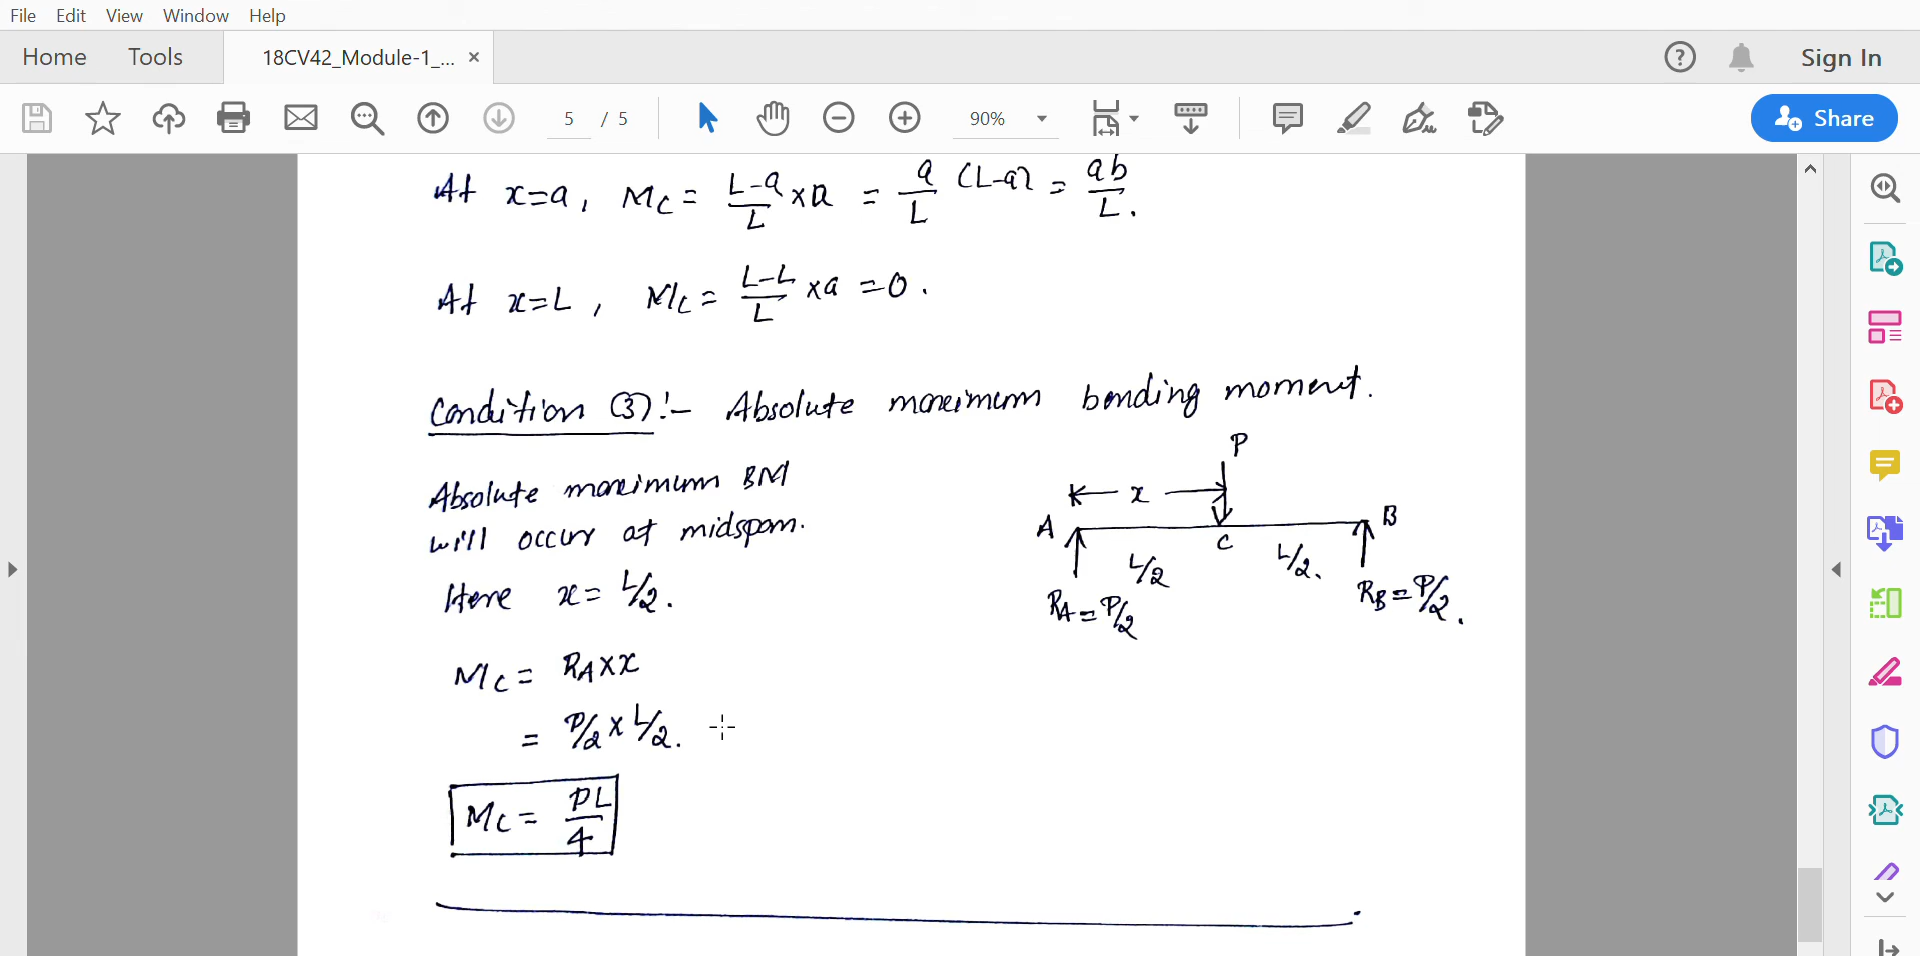 File Edit View Window Help
Home Tools 18CV42_Module-1_... × ? Sign In
5 / 5 90% Share
At x=a, Mc = L-a/L ×a = a/L (L-a) = ab/L.
At x=L, Mc = L-L/L ×a =0.
Condition (3):- Absolute maximum bending moment.
Absolute maximum BM
will occur at midspan.
Here x= L/2.
Mc = RA×x
= P/2 × L/2.
Mc = PL/4
P
x
A B
C
L/2 L/2.
RA=P/2 RB=P/2.